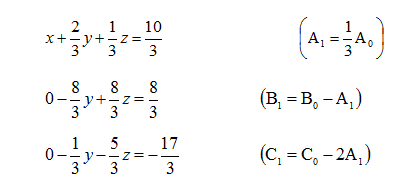 x + 2/3 y + 1/3 z = 10/3 (A₁ = 1/3 A₀)
0 − 8/3 y + 8/3 z = 8/3 (B₁ = B₀ − A₁)
0 − 1/3 y − 5/3 z = − 17/3 (C₁ = C₀ − 2A₁)